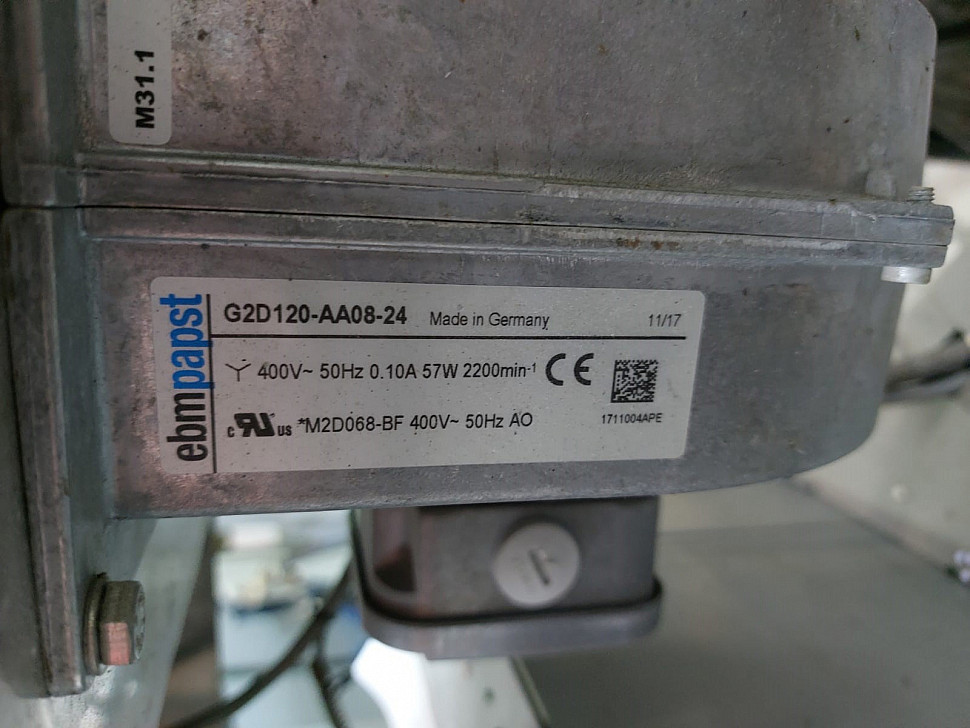 M31.1
ebmpapst
G2D120-AA08-24 Made in Germany 11/17
400V~ 50Hz 0.10A 57W 2200min⁻¹ CE
c RU US *M2D068-BF 400V~ 50Hz AO 1711004APE